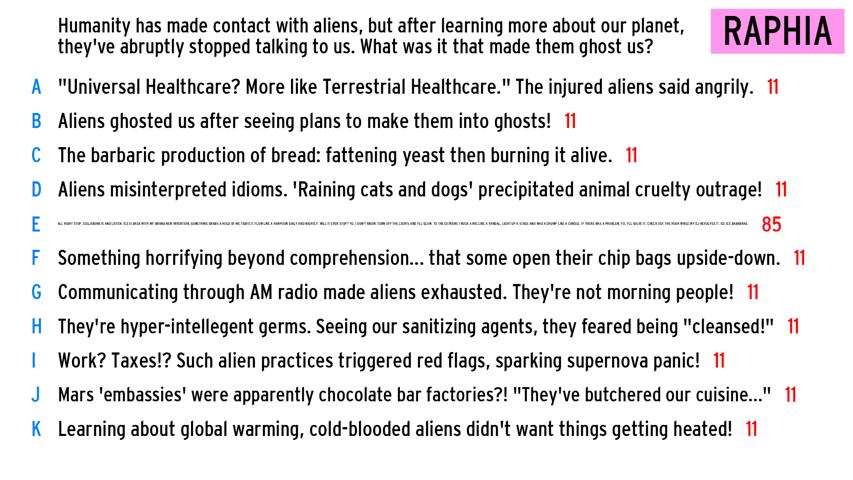 Humanity has made contact with aliens, but after learning more about our planet,
they've abruptly stopped talking to us. What was it that made them ghost us?
RAPHIA
A "Universal Healthcare? More like Terrestrial Healthcare." The injured aliens said angrily. 11
B Aliens ghosted us after seeing plans to make them into ghosts! 11
C The barbaric production of bread: fattening yeast then burning it alive. 11
D Aliens misinterpreted idioms. 'Raining cats and dogs' precipitated animal cruelty outrage! 11
E 85
F Something horrifying beyond comprehension... that some open their chip bags upside-down. 11
G Communicating through AM radio made aliens exhausted. They're not morning people! 11
H They're hyper-intellegent germs. Seeing our sanitizing agents, they feared being "cleansed!" 11
I Work? Taxes!? Such alien practices triggered red flags, sparking supernova panic! 11
J Mars 'embassies' were apparently chocolate bar factories?! "They've butchered our cuisine..." 11
K Learning about global warming, cold-blooded aliens didn't want things getting heated! 11